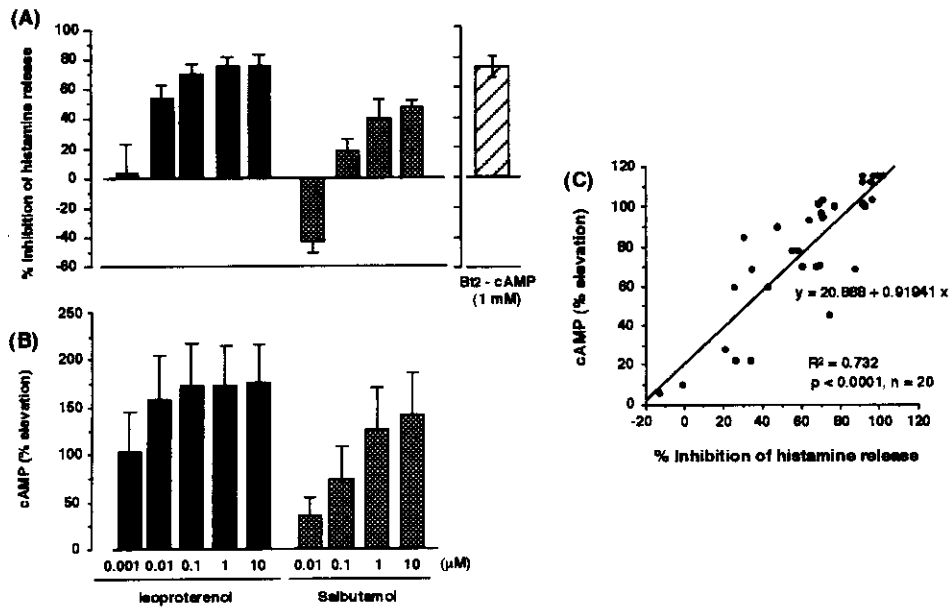 (A)
% Inhibition of histamine release
100
80
60
40
20
0
-20
-40
-60
Bt2 - cAMP
(1 mM)
(B)
cAMP (% elevation)
250
200
150
100
50
0
0.001 0.01 0.1 1 10 0.01 0.1 1 10 (μM)
Isoproterenol Salbutamol
(C)
cAMP (% elevation)
120
100
80
60
40
20
0
y = 20.888 + 0.91941 x
R² = 0.732
p < 0.0001, n = 20
-20 0 20 40 60 80 100 120
% Inhibition of histamine release